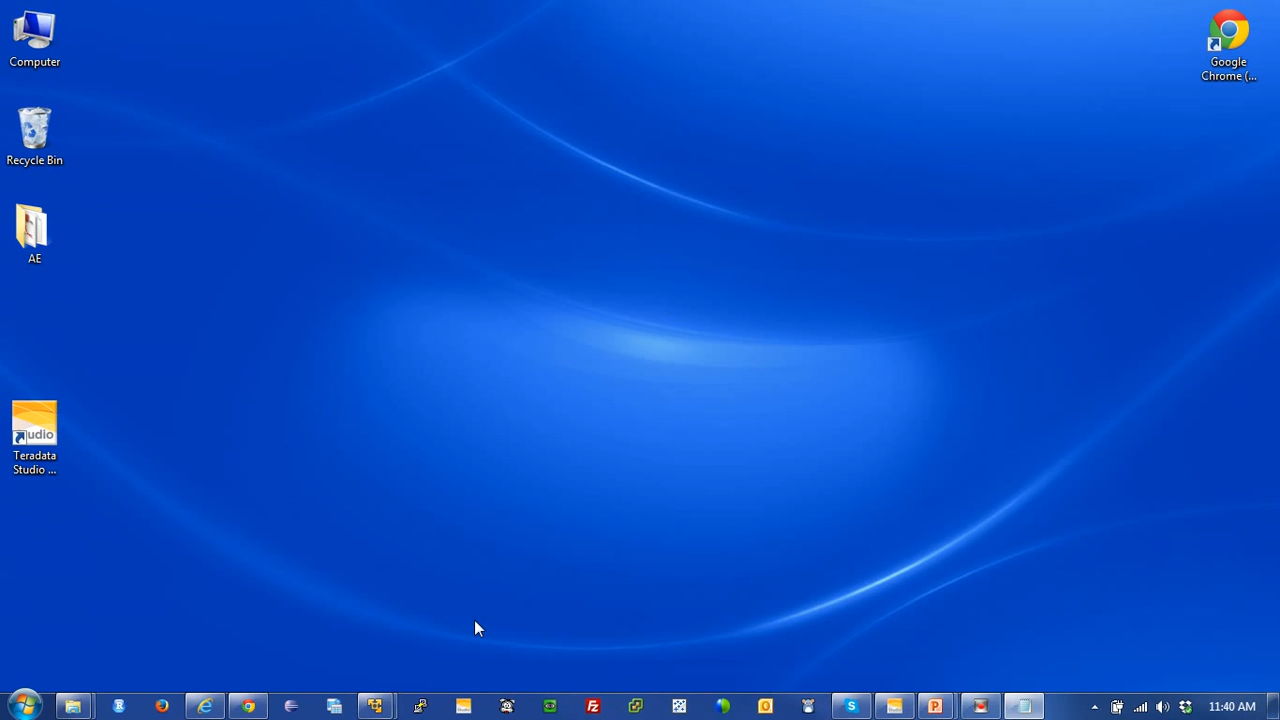 Computer
Google
Chrome (...
Recycle Bin
AE
udio
Teradata
Studio ...
11:40 AM